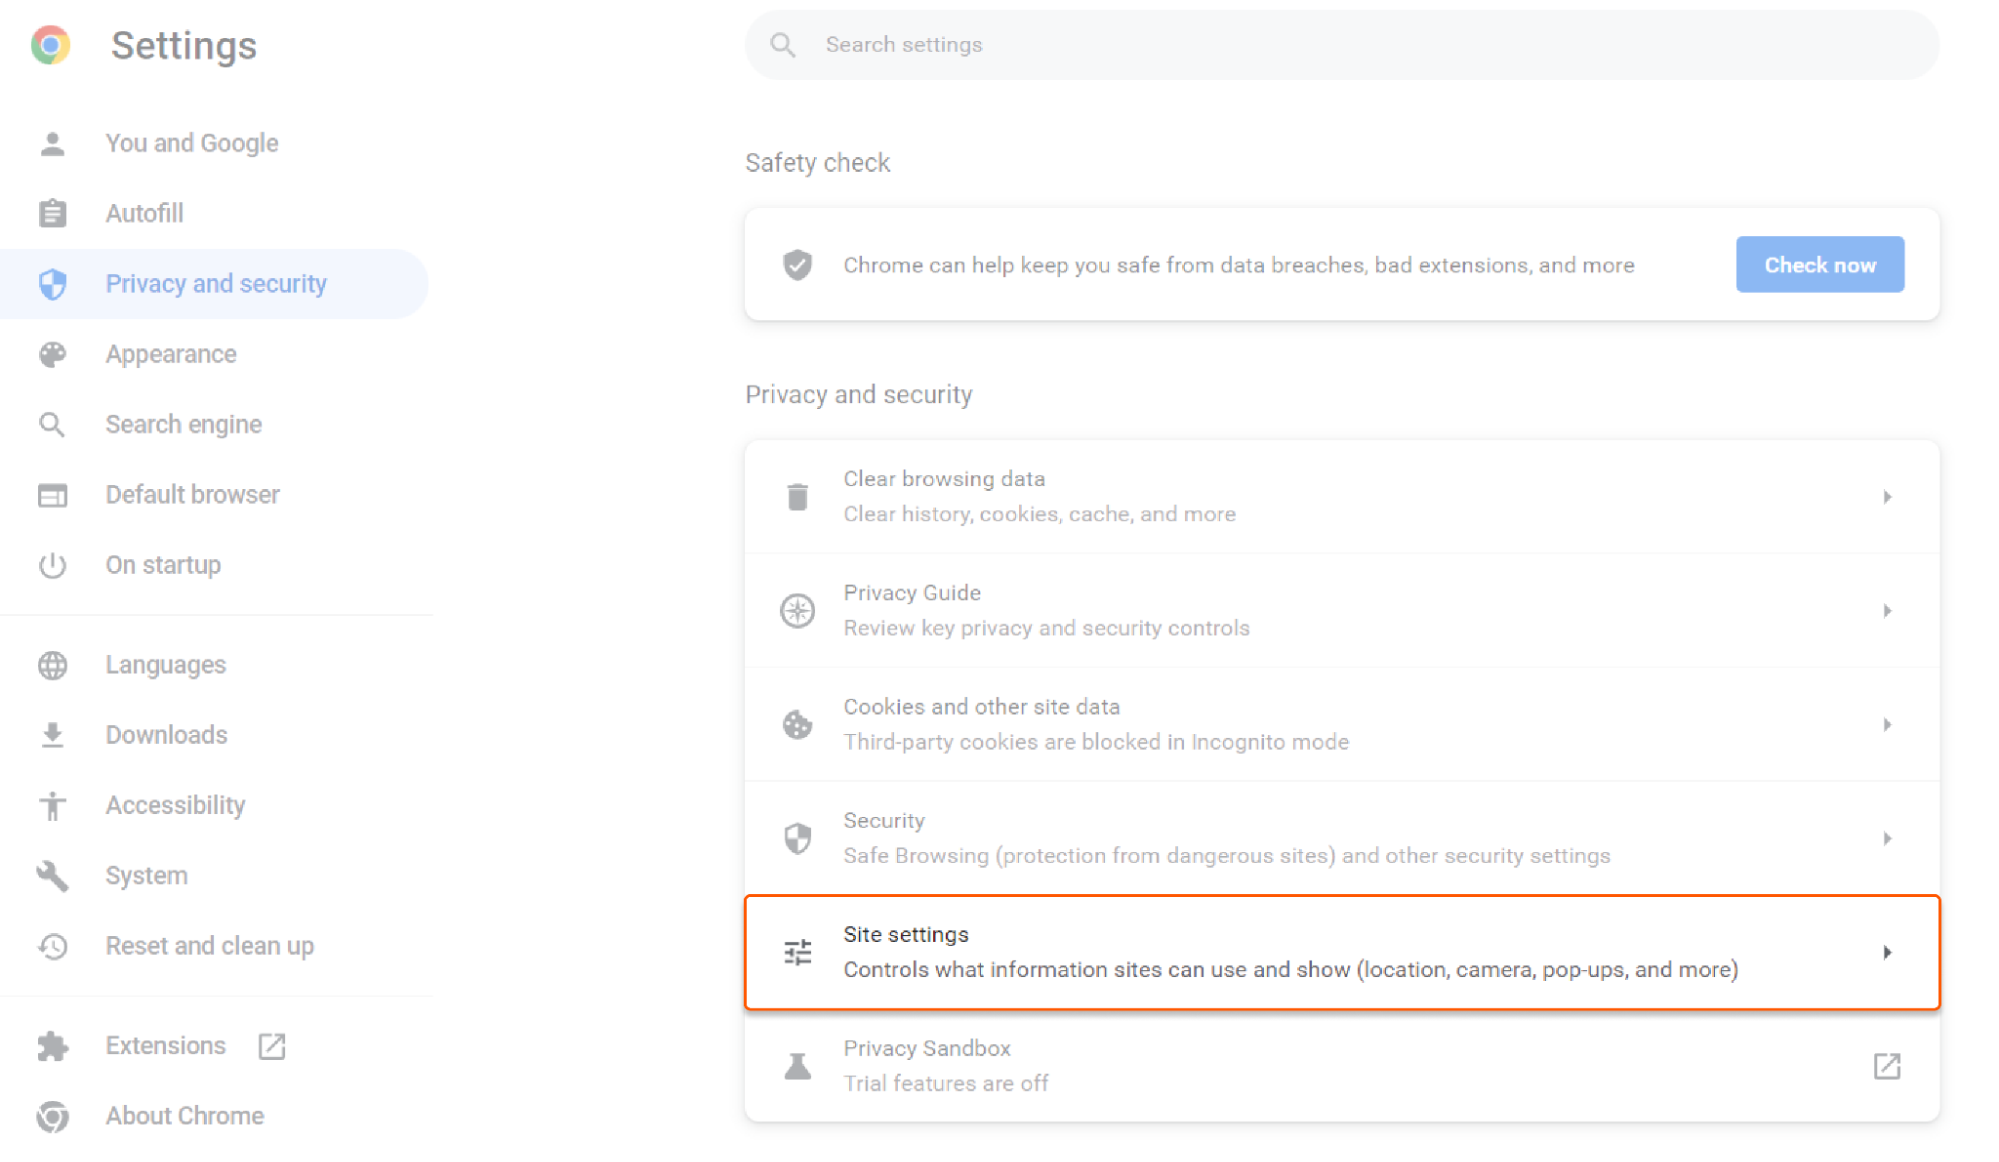 Settings
Search settings
You and Google
Autofill
Privacy and security
Appearance
Search engine
Default browser
On startup
Languages
Downloads
Accessibility
System
Reset and clean up
Extensions
About Chrome
Safety check
Chrome can help keep you safe from data breaches, bad extensions, and more
Check now
Privacy and security
Clear browsing data
Clear history, cookies, cache, and more
Privacy Guide
Review key privacy and security controls
Cookies and other site data
Third-party cookies are blocked in Incognito mode
Security
Safe Browsing (protection from dangerous sites) and other security settings
Site settings
Controls what information sites can use and show (location, camera, pop-ups, and more)
Privacy Sandbox
Trial features are off